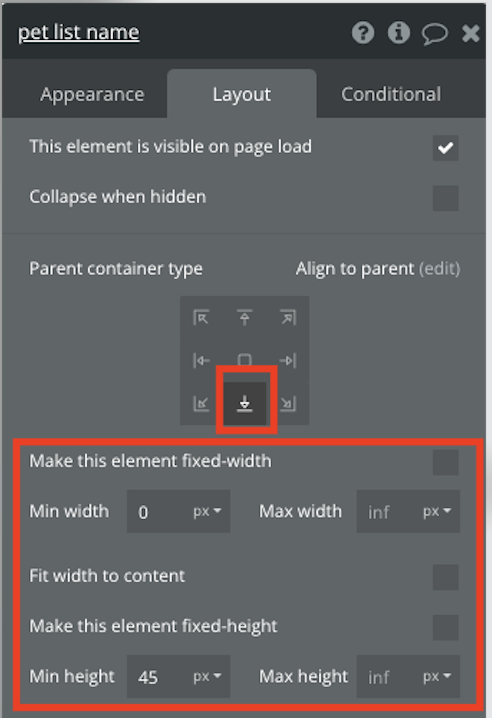 pet list name
Appearance Layout Conditional
This element is visible on page load
Collapse when hidden
Parent container type Align to parent (edit)
Make this element fixed-width
Min width 0 px Max width inf px
Fit width to content
Make this element fixed-height
Min height 45 px Max height inf px